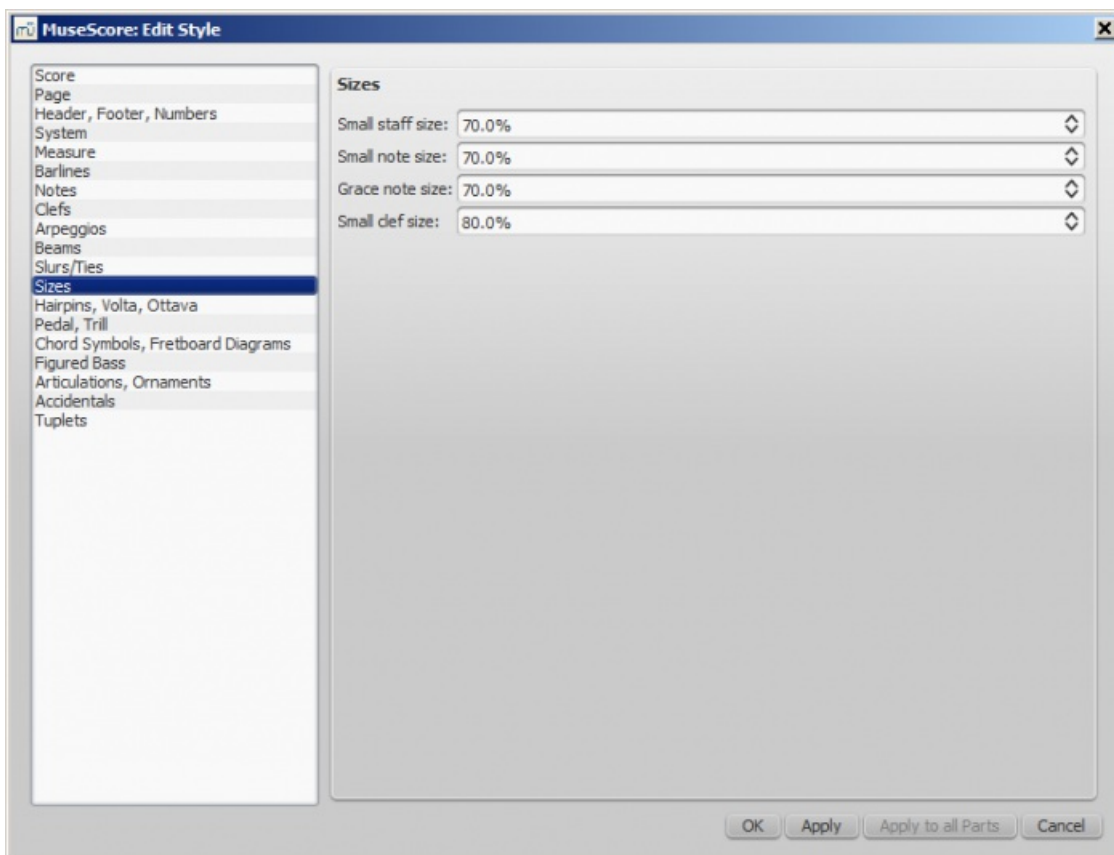 MuseScore: Edit Style
Score
Page
Header, Footer, Numbers
System
Measure
Barlines
Notes
Clefs
Arpeggios
Beams
Slurs/Ties
Sizes
Hairpins, Volta, Ottava
Pedal, Trill
Chord Symbols, Fretboard Diagrams
Figured Bass
Articulations, Ornaments
Accidentals
Tuplets
Sizes
Small staff size: 70.0%
Small note size: 70.0%
Grace note size: 70.0%
Small clef size: 80.0%
OK Apply Apply to all Parts Cancel